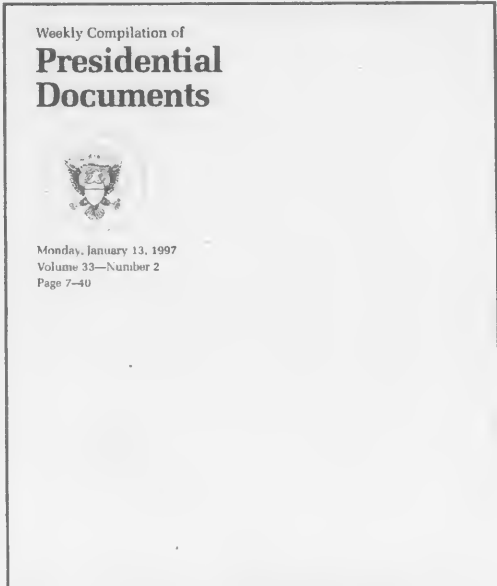 Weekly Compilation of
Presidential
Documents
Monday, January 13, 1997
Volume 33—Number 2
Page 7–40